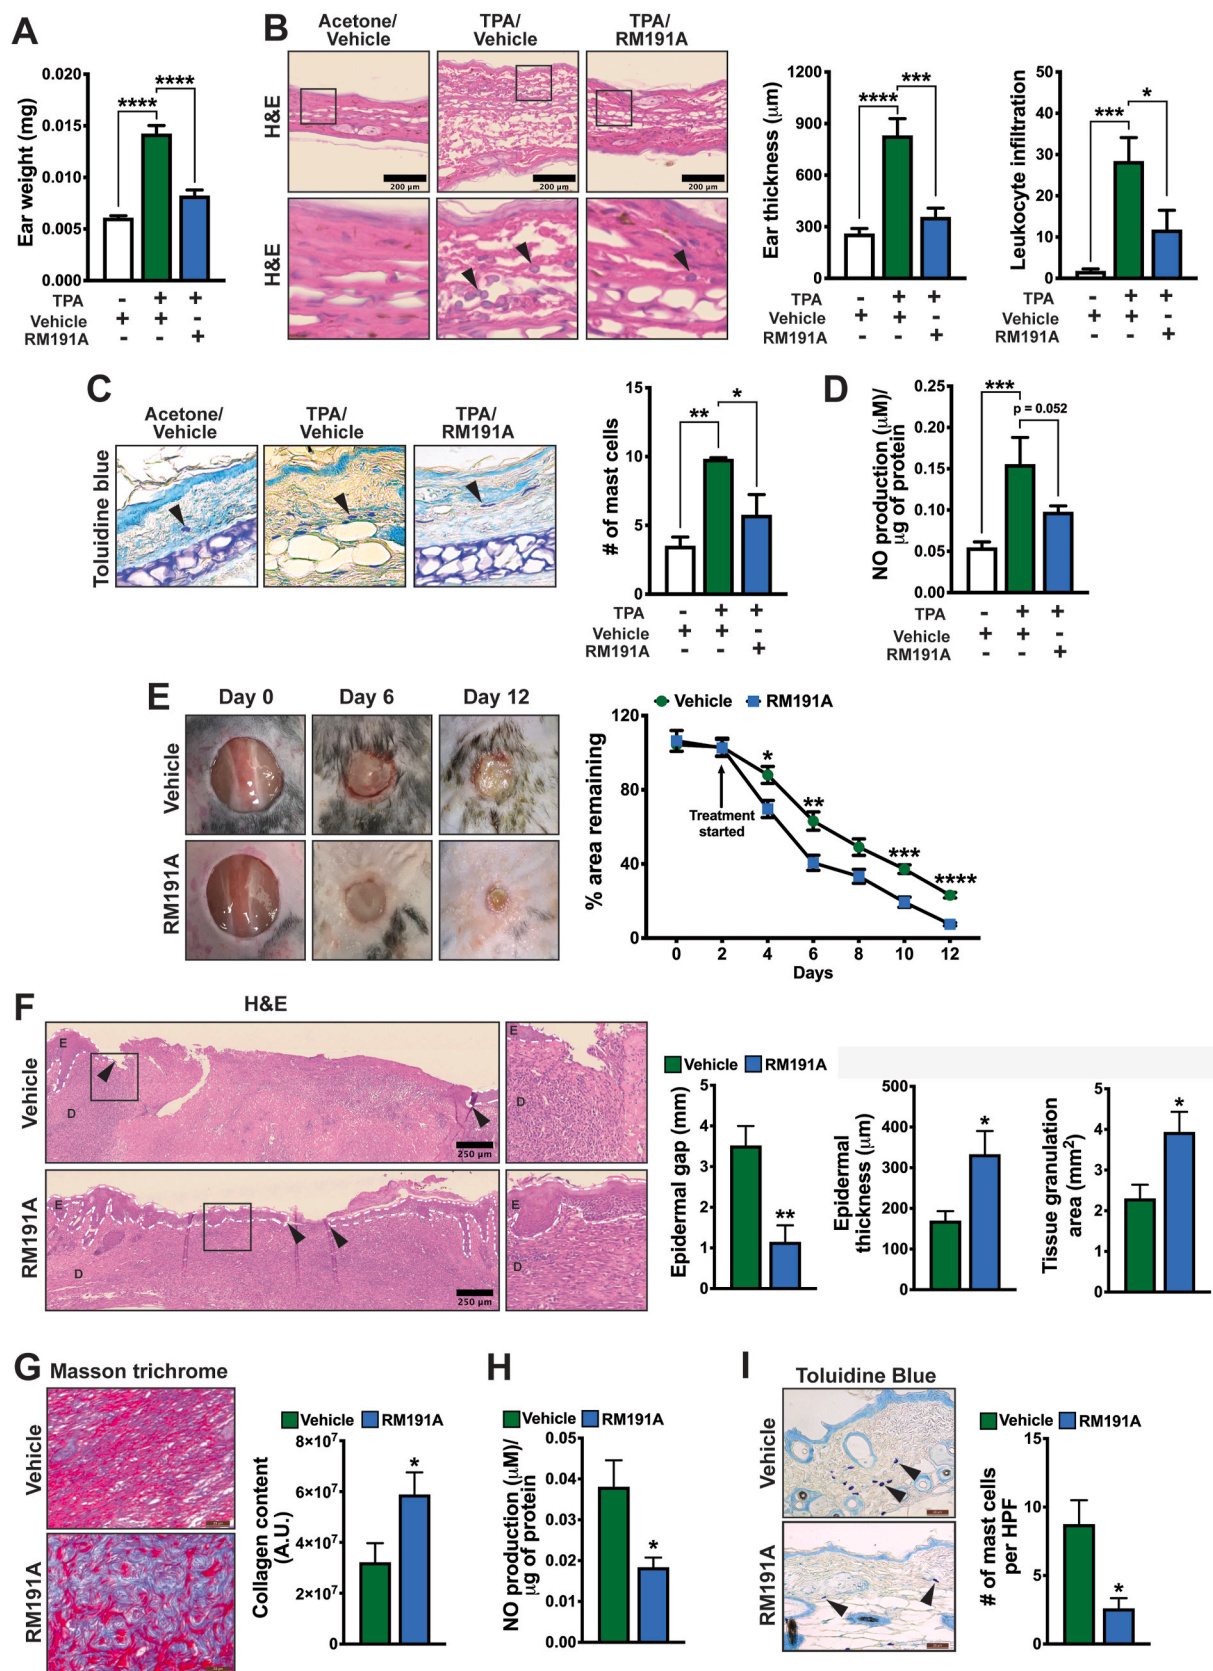 A
Ear weight (mg)
0.020
0.015
0.010
0.005
0.000
****
****
TPA - + +
Vehicle + + -
RM191A - - +
B
Acetone/
Vehicle
TPA/
Vehicle
TPA/
RM191A
H&E
200 µm
200 µm
200 µm
H&E
Ear thickness (µm)
1200
900
600
300
0
****
***
TPA - + +
Vehicle + + -
RM191A - - +
Leukocyte infiltration
50
40
30
20
10
0
***
*
TPA - + +
Vehicle + + -
RM191A - - +
C
Acetone/
Vehicle
TPA/
Vehicle
TPA/
RM191A
Toluidine blue
# of mast cells
15
10
5
0
**
*
TPA - + +
Vehicle + + -
RM191A - - +
D
NO production (µM)/
µg of protein
0.25
0.20
0.15
0.10
0.05
0.00
***
p = 0.052
TPA - + +
Vehicle + + -
RM191A - - +
E
Day 0
Day 6
Day 12
Vehicle
RM191A
Vehicle RM191A
% area remaining
120
80
40
0
Treatment
started
*
**
***
****
0 2 4 6 8 10 12
Days
F
H&E
Vehicle
E
D
250 µm
E
D
RM191A
E
D
250 µm
E
D
Vehicle RM191A
Epidermal gap (mm)
5
4
3
2
1
0
**
Epidermal
thickness (µm)
500
400
300
200
100
0
*
Tissue granulation
area (mm²)
5
4
3
2
1
0
*
G
Masson trichrome
Vehicle
RM191A
Vehicle RM191A
Collagen content
(A.U.)
8×10⁷
6×10⁷
4×10⁷
2×10⁷
0
*
H
Vehicle RM191A
NO production (µM)/
µg of protein
0.05
0.04
0.03
0.02
0.01
0.00
*
I
Toluidine Blue
Vehicle
RM191A
Vehicle RM191A
# of mast cells
per HPF
15
10
5
0
*